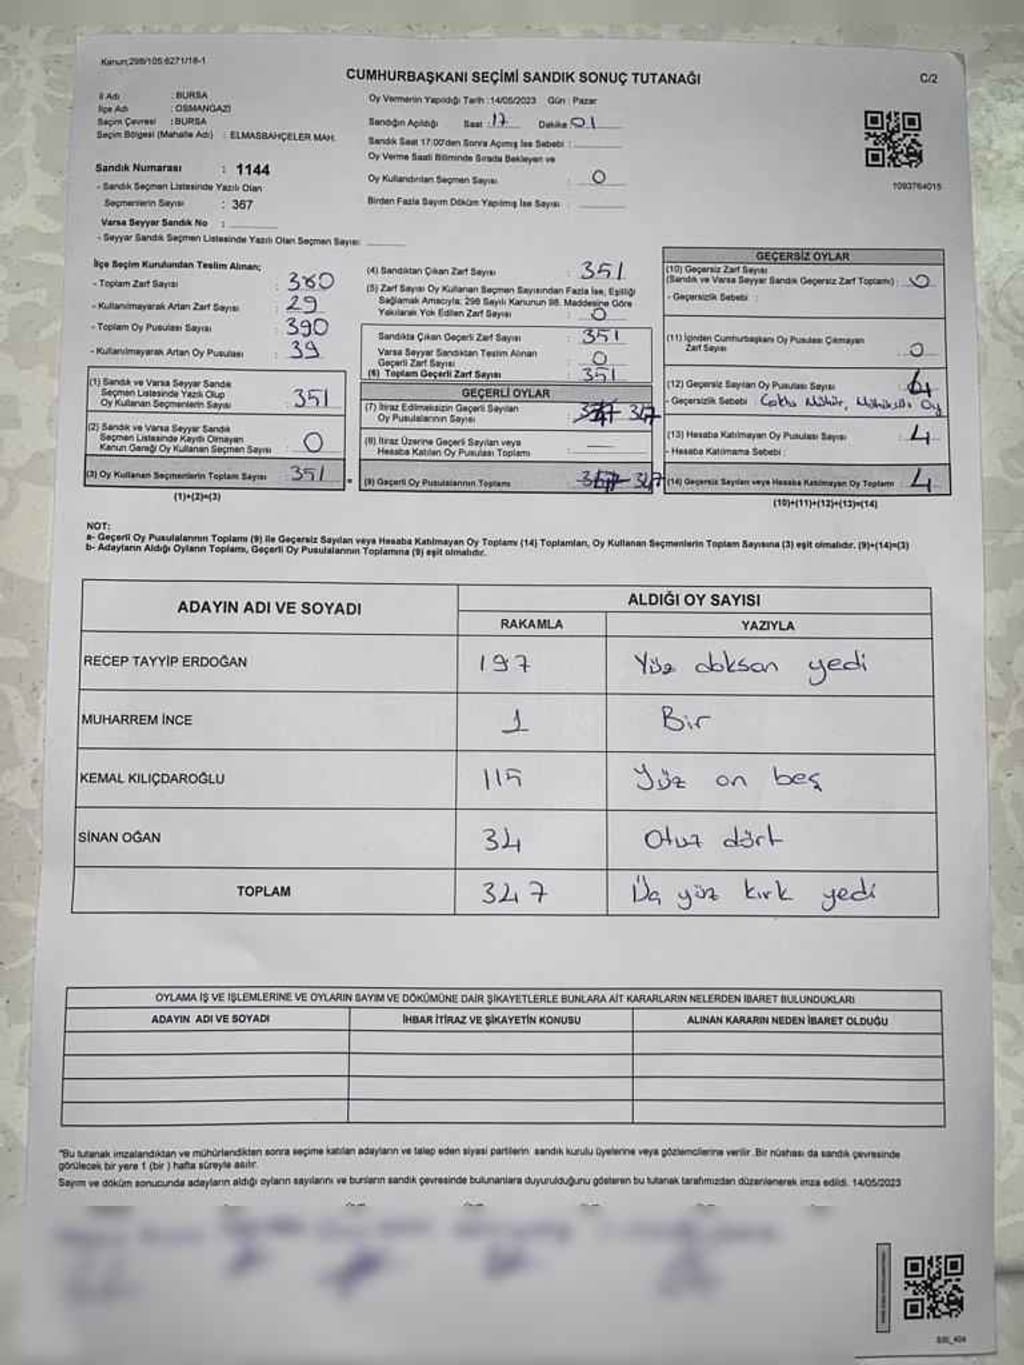 Kanun;298/105:6271/18-1
CUMHURBAŞKANI SEÇİMİ SANDIK SONUÇ TUTANAĞI
C/2
İl Adı : BURSA
İlçe Adı : OSMANGAZİ
Seçim Çevresi : BURSA
Seçim Bölgesi (Mahalle Adı) : ELMASBAHÇELER MAH.
Sandık Numarası : 1144
- Sandık Seçmen Listesinde Yazılı Olan
Seçmenlerin Sayısı : 367
Varsa Seyyar Sandık No :
- Seyyar Sandık Seçmen Listesinde Yazılı Olan Seçmen Sayısı:
Oy Vermenin Yapıldığı Tarih : 14/05/2023 Gün : Pazar
Sandığın Açıldığı Saat : 17 Dakika 01
Sandık Saat 17:00'den Sonra Açımış İse Sebebi :
Oy Verme Saati Bitiminde Sırada Bekleyen ve
Oy Kullandırılan Seçmen Sayısı : 0
Birden Fazla Sayım Döküm Yapılmış İse Sayısı :
1093764015
İlçe Seçim Kurulundan Teslim Alınan;
- Toplam Zarf Sayısı : 380
- Kullanılmayarak Artan Zarf Sayısı : 29
- Toplam Oy Pusulası Sayısı : 390
- Kullanılmayarak Artan Oy Pusulası : 39
(1) Sandık ve Varsa Seyyar Sandık
Seçmen Listesinde Yazılı Olup
Oy Kullanan Seçmenlerin Sayısı : 351
(2) Sandık ve Varsa Seyyar Sandık
Seçmen Listesinde Kayıtlı Olmayan
Kanun Gereği Oy Kullanan Seçmen Sayısı : 0
(3) Oy Kullanan Seçmenlerin Toplam Sayısı : 351
(1)+(2)=(3)
(4) Sandıktan Çıkan Zarf Sayısı : 351
(5) Zarf Sayısı Oy Kullanan Seçmen Sayısından Fazla İse, Eşitliği
Sağlamak Amacıyla; 298 Sayılı Kanunun 98. Maddesine Göre
Yakılarak Yok Edilen Zarf Sayısı : 0
Sandıkta Çıkan Geçerli Zarf Sayısı : 351
Varsa Seyyar Sandıktan Teslim Alınan
Geçerli Zarf Sayısı : 0
(6) Toplam Geçerli Zarf Sayısı : 351
GEÇERLİ OYLAR
(7) İtiraz Edilmeksizin Geçerli Sayılan
Oy Pusulalarının Sayısı : 347
(8) İtiraz Üzerine Geçerli Sayılan veya
Hesaba Katılan Oy Pusulası Toplamı :
(9) Geçerli Oy Pusulalarının Toplamı : 347
GEÇERSİZ OYLAR
(10) Geçersiz Zarf Sayısı
(Sandık ve Varsa Seyyar Sandık Geçersiz Zarf Toplamı) : 0
- Geçersizlik Sebebi :
(11) İçinden Cumhurbaşkanı Oy Pusulası Çıkmayan
Zarf Sayısı : 0
(12) Geçersiz Sayılan Oy Pusulası Sayısı : 4
- Geçersizlik Sebebi : Çoklu Mühür, Mühürsüz Oy
(13) Hesaba Katılmayan Oy Pusulası Sayısı : 4
- Hesaba Katılmama Sebebi :
(14) Geçersiz Sayılan veya Hesaba Katılmayan Oy Toplamı : 4
(10)+(11)+(12)+(13)=(14)
NOT:
a- Geçerli Oy Pusulalarının Toplamı (9) ile Geçersiz Sayılan veya Hesaba Katılmayan Oy Toplamı (14) Toplamları, Oy Kullanan Seçmenlerin Toplam Sayısına (3) eşit olmalıdır. (9)+(14)=(3)
b- Adayların Aldığı Oyların Toplamı, Geçerli Oy Pusulalarının Toplamına (9) eşit olmalıdır.
ADAYIN ADI VE SOYADI
ALDIĞI OY SAYISI
RAKAMLA YAZIYLA
RECEP TAYYİP ERDOĞAN 197 Yüz doksan yedi
MUHARREM İNCE 1 Bir
KEMAL KILIÇDAROĞLU 115 Yüz on beş
SİNAN OĞAN 34 Otuz dört
TOPLAM 347 Üç yüz kırk yedi
OYLAMA İŞ VE İŞLEMLERİNE VE OYLARIN SAYIM VE DÖKÜMÜNE DAİR ŞİKAYETLERLE BUNLARA AİT KARARLARIN NELERDEN İBARET BULUNDUKLARI
ADAYIN ADI VE SOYADI İHBAR İTİRAZ VE ŞİKAYETİN KONUSU ALINAN KARARIN NEDEN İBARET OLDUĞU
*Bu tutanak imzalandıktan ve mühürlendikten sonra seçime katılan adayların ve talep eden siyasi partilerin sandık kurulu üyelerine veya gözlemcilerine verilir. Bir nüshası da sandık çevresinde
görülecek bir yere 1 (bir ) hafta süreyle asılır.
Sayım ve döküm sonucunda adayların aldığı oyların sayılarını ve bunların sandık çevresinde bulunanlara duyurulduğunu gösteren bu tutanak tarafımızdan düzenlenerek imza edildi. 14/05/2023